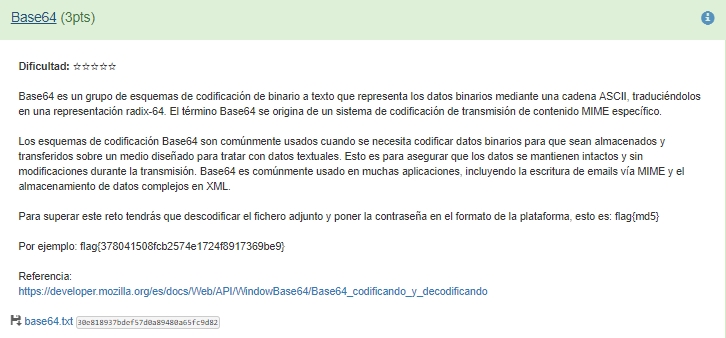 Base64 (3pts)
Dificultad: ☆☆☆☆☆
Base64 es un grupo de esquemas de codificación de binario a texto que representa los datos binarios mediante una cadena ASCII, traduciéndolos
en una representación radix-64. El término Base64 se origina de un sistema de codificación de transmisión de contenido MIME específico.
Los esquemas de codificación Base64 son comúnmente usados cuando se necesita codificar datos binarios para que sean almacenados y
transferidos sobre un medio diseñado para tratar con datos textuales. Esto es para asegurar que los datos se mantienen intactos y sin
modificaciones durante la transmisión. Base64 es comúnmente usado en muchas aplicaciones, incluyendo la escritura de emails vía MIME y el
almacenamiento de datos complejos en XML.
Para superar este reto tendrás que descodificar el fichero adjunto y poner la contraseña en el formato de la plataforma, esto es: flag{md5}
Por ejemplo: flag{378041508fcb2574e1724f8917369be9}
Referencia:
https://developer.mozilla.org/es/docs/Web/API/WindowBase64/Base64_codificando_y_decodificando
base64.txt 30e818937bdef57d0a89480a65fc9d82